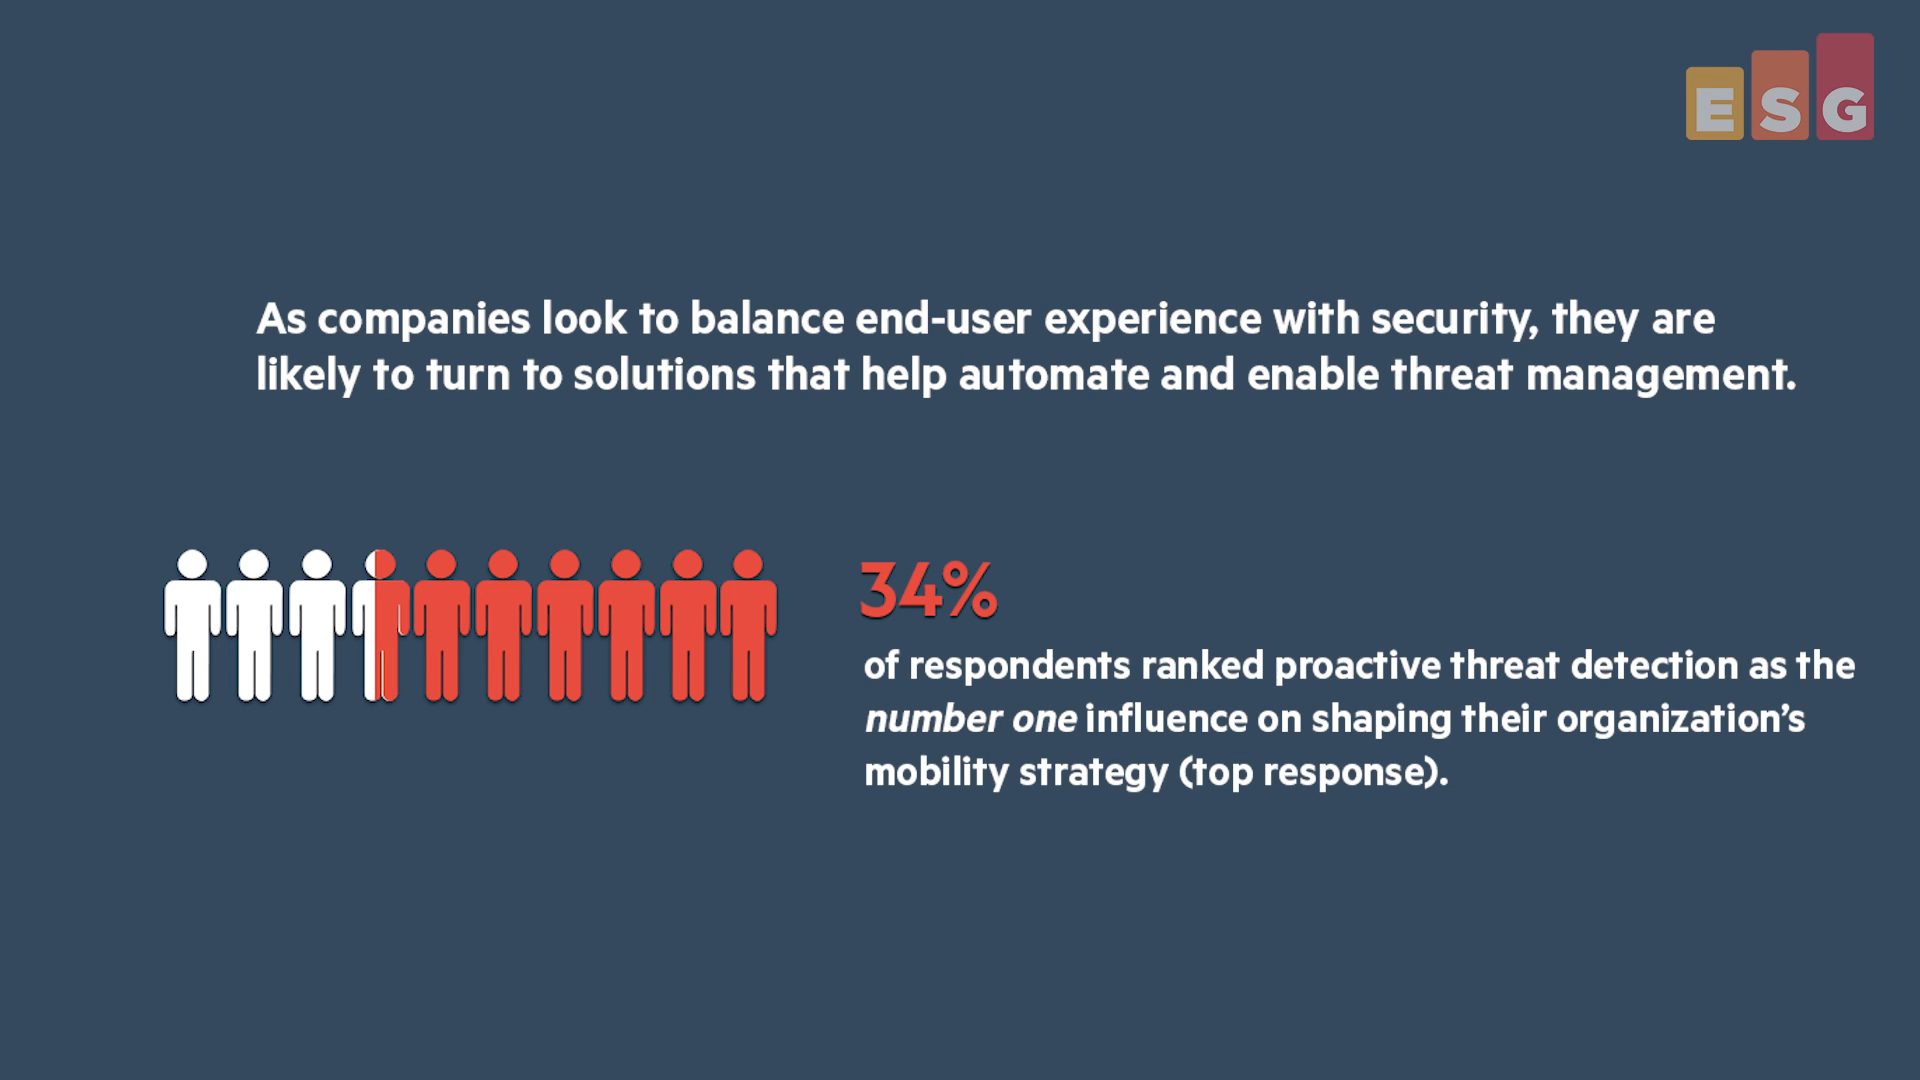 ESG
As companies look to balance end-user experience with security, they are
likely to turn to solutions that help automate and enable threat management.
34%
of respondents ranked proactive threat detection as the
number one influence on shaping their organization’s
mobility strategy (top response).